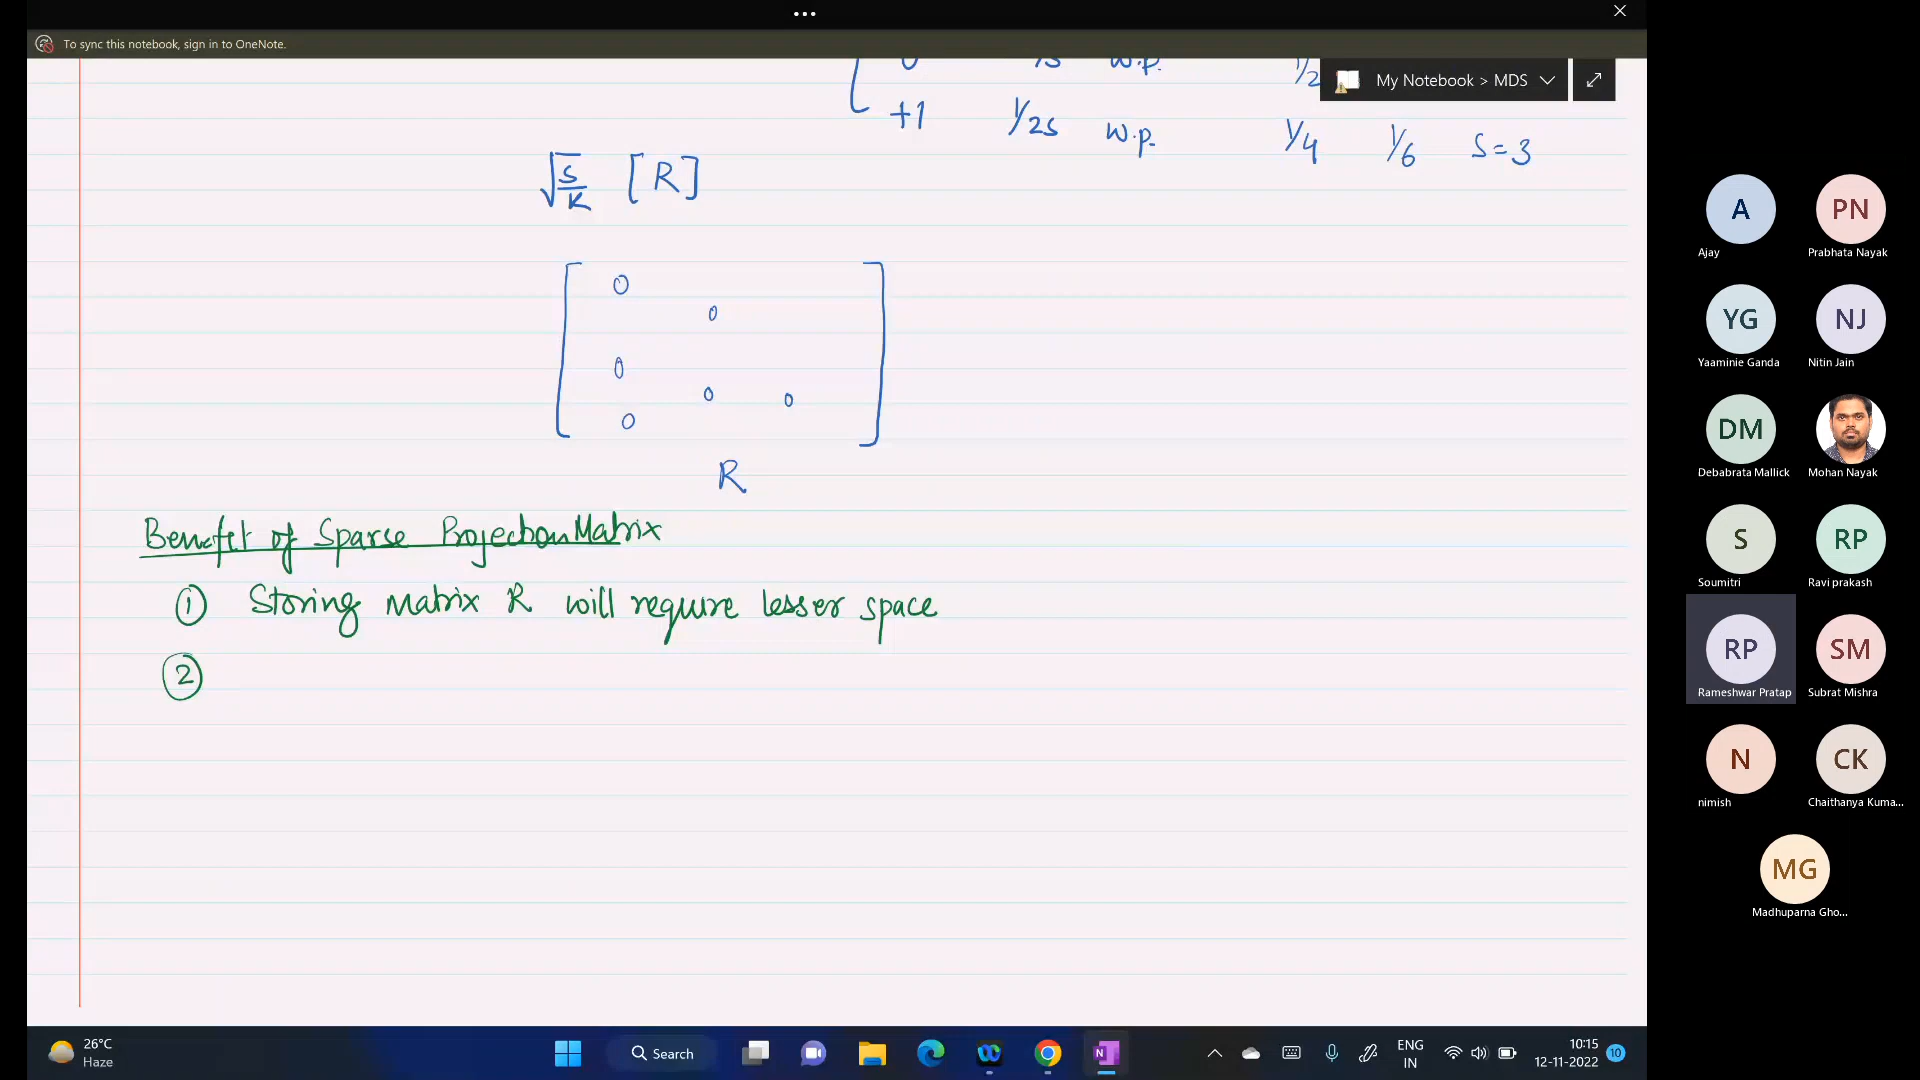 To sync this notebook, sign in to OneNote.
My Notebook > MDS
w.p. 1/2
+1 1/2s w.p. 1/4 1/6 S=3
√S/K [R]
0
0
0
0 0
0
R
Benefit of Sparse Projection Matrix
① Storing Matrix R will require lesser space
②
A PN
Ajay Prabhata Nayak
YG NJ
Yaaminie Ganda Nitin Jain
DM
Debabrata Mallick Mohan Nayak
S RP
Soumitri Ravi prakash
RP SM
Rameshwar Pratap Subrat Mishra
N CK
nimish Chaithanya Kuma...
MG
Madhuparna Gho...
26°C
Haze
Search
ENG
IN
10:15
12-11-2022
10